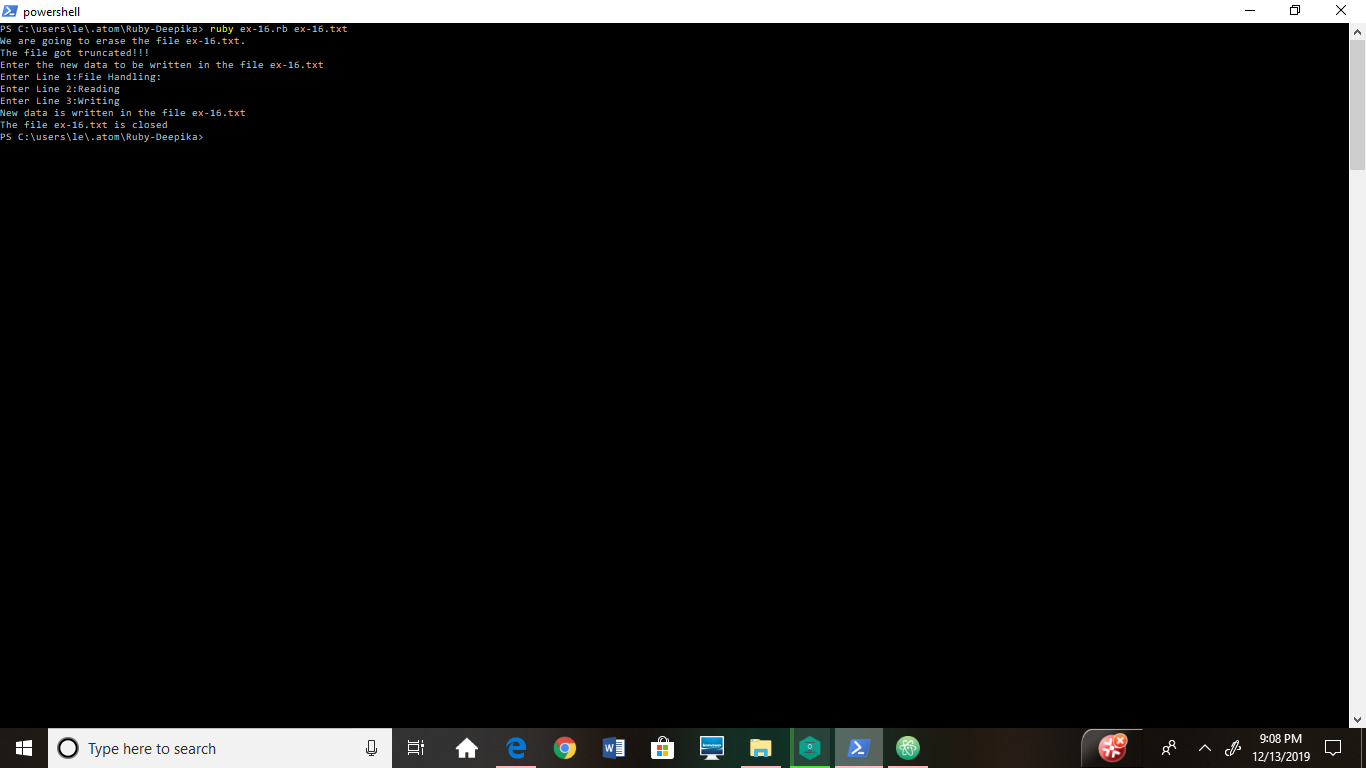 powershell
PS C:\users\le\.atom\Ruby-Deepika> ruby ex-16.rb ex-16.txt
We are going to erase the file ex-16.txt.
The file got truncated!!!
Enter the new data to be written in the file ex-16.txt
Enter Line 1:File Handling:
Enter Line 2:Reading
Enter Line 3:Writing
New data is written in the file ex-16.txt
The file ex-16.txt is closed
PS C:\users\le\.atom\Ruby-Deepika>
Type here to search
9:08 PM
12/13/2019